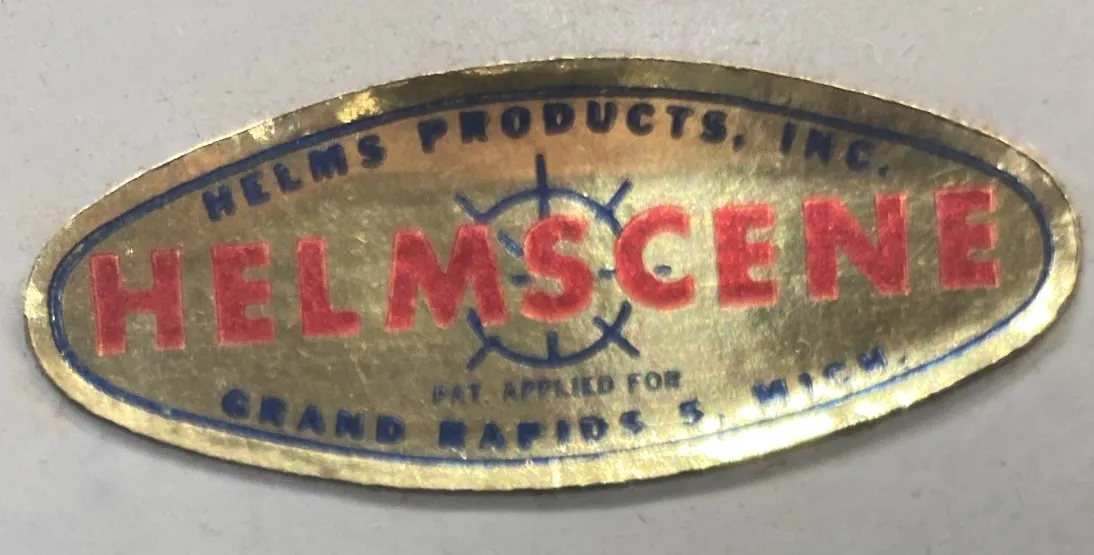 HELMS PRODUCTS, INC.
HELMSCENE
PAT. APPLIED FOR
GRAND RAPIDS 5, MICH.